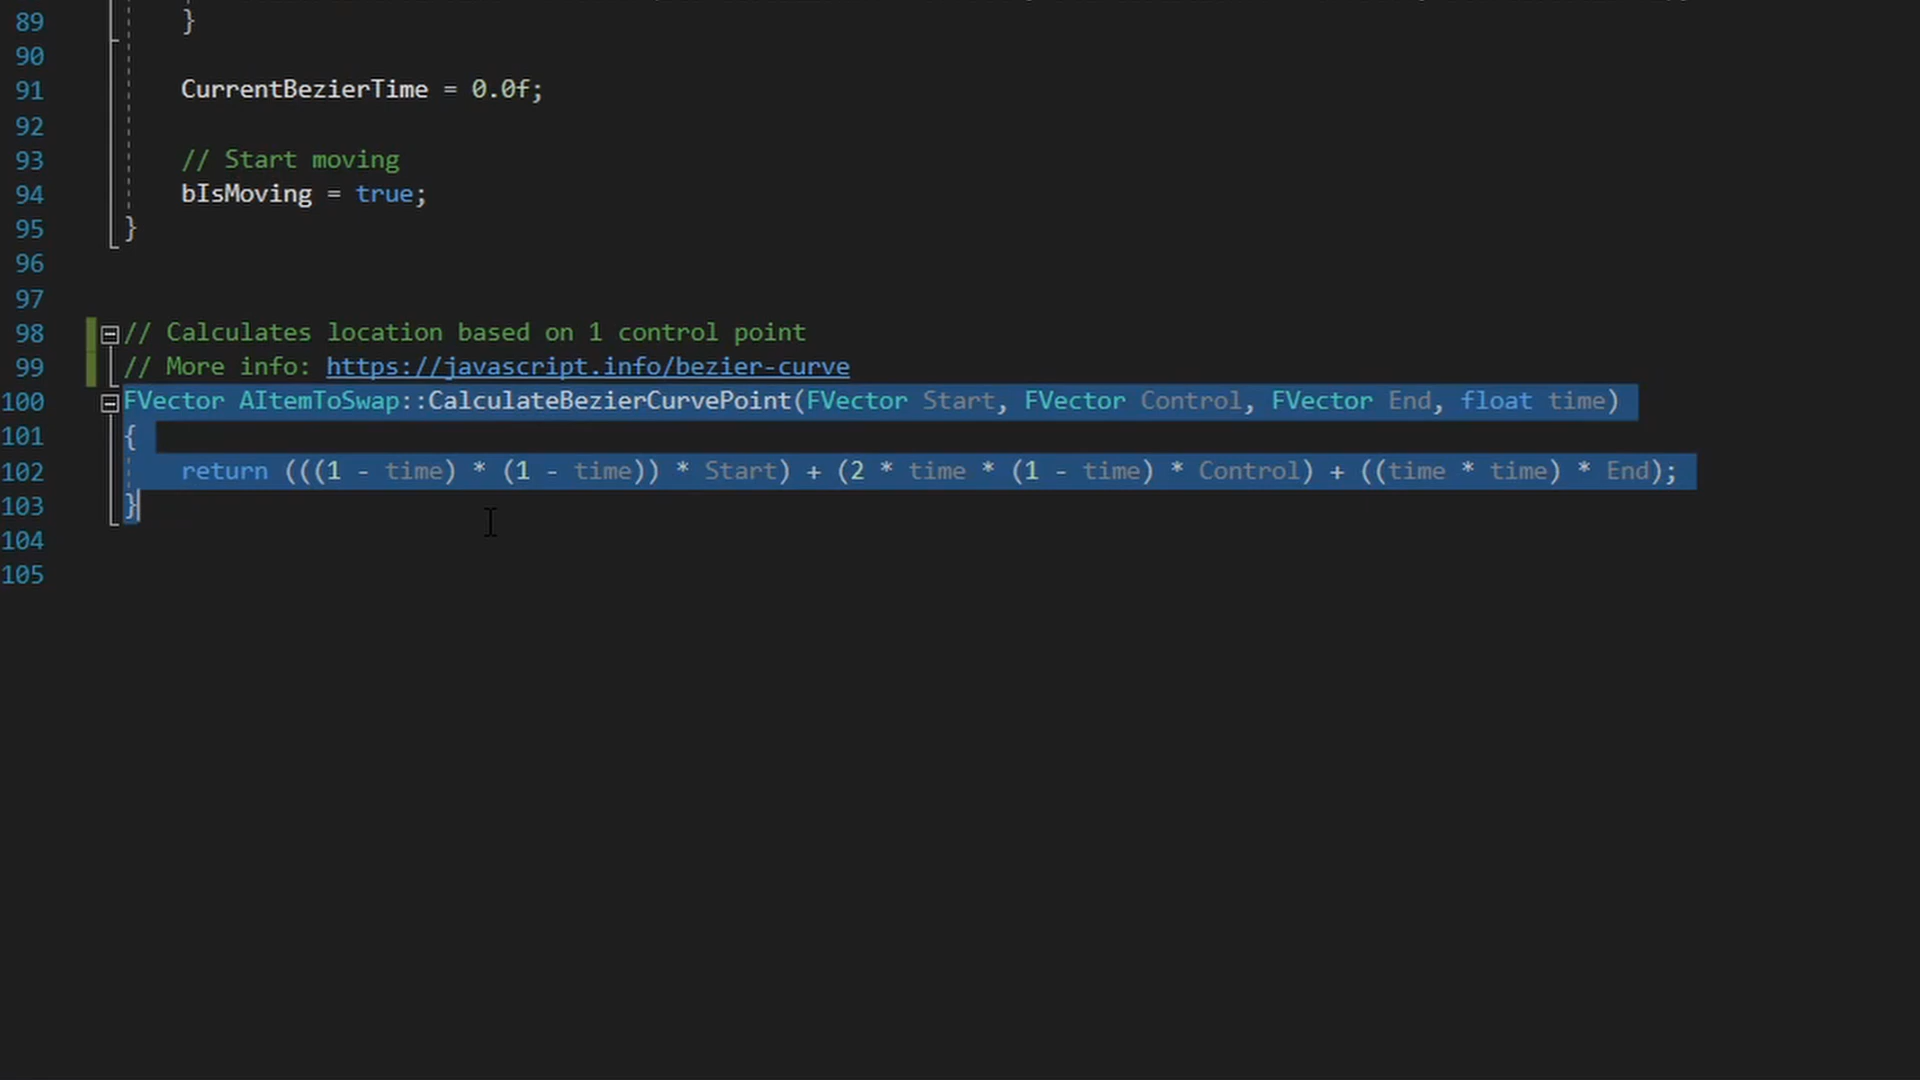 89 }
90
91 CurrentBezierTime = 0.0f;
92
93 // Start moving
94 bIsMoving = true;
95 }
96
97
98 // Calculates location based on 1 control point
99 // More info: https://javascript.info/bezier-curve
100 FVector AItemToSwap::CalculateBezierCurvePoint(FVector Start, FVector Control, FVector End, float time)
101 {
102 return (((1 - time) * (1 - time)) * Start) + (2 * time * (1 - time) * Control) + ((time * time) * End);
103 }
104
105